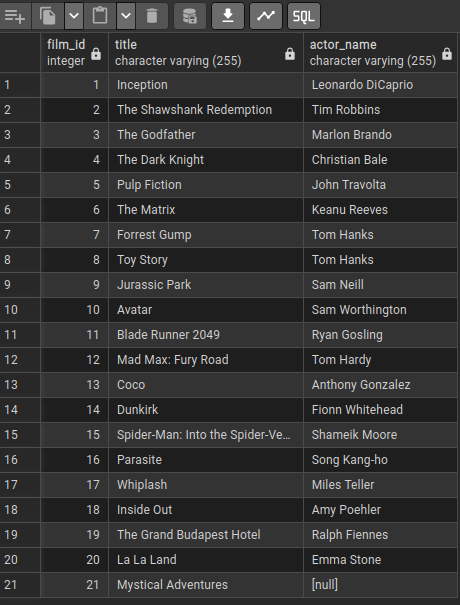 SQL
film_id title actor_name
integer character varying (255) character varying (255)
1 1 Inception Leonardo DiCaprio
2 2 The Shawshank Redemption Tim Robbins
3 3 The Godfather Marlon Brando
4 4 The Dark Knight Christian Bale
5 5 Pulp Fiction John Travolta
6 6 The Matrix Keanu Reeves
7 7 Forrest Gump Tom Hanks
8 8 Toy Story Tom Hanks
9 9 Jurassic Park Sam Neill
10 10 Avatar Sam Worthington
11 11 Blade Runner 2049 Ryan Gosling
12 12 Mad Max: Fury Road Tom Hardy
13 13 Coco Anthony Gonzalez
14 14 Dunkirk Fionn Whitehead
15 15 Spider-Man: Into the Spider-Ve... Shameik Moore
16 16 Parasite Song Kang-ho
17 17 Whiplash Miles Teller
18 18 Inside Out Amy Poehler
19 19 The Grand Budapest Hotel Ralph Fiennes
20 20 La La Land Emma Stone
21 21 Mystical Adventures [null]